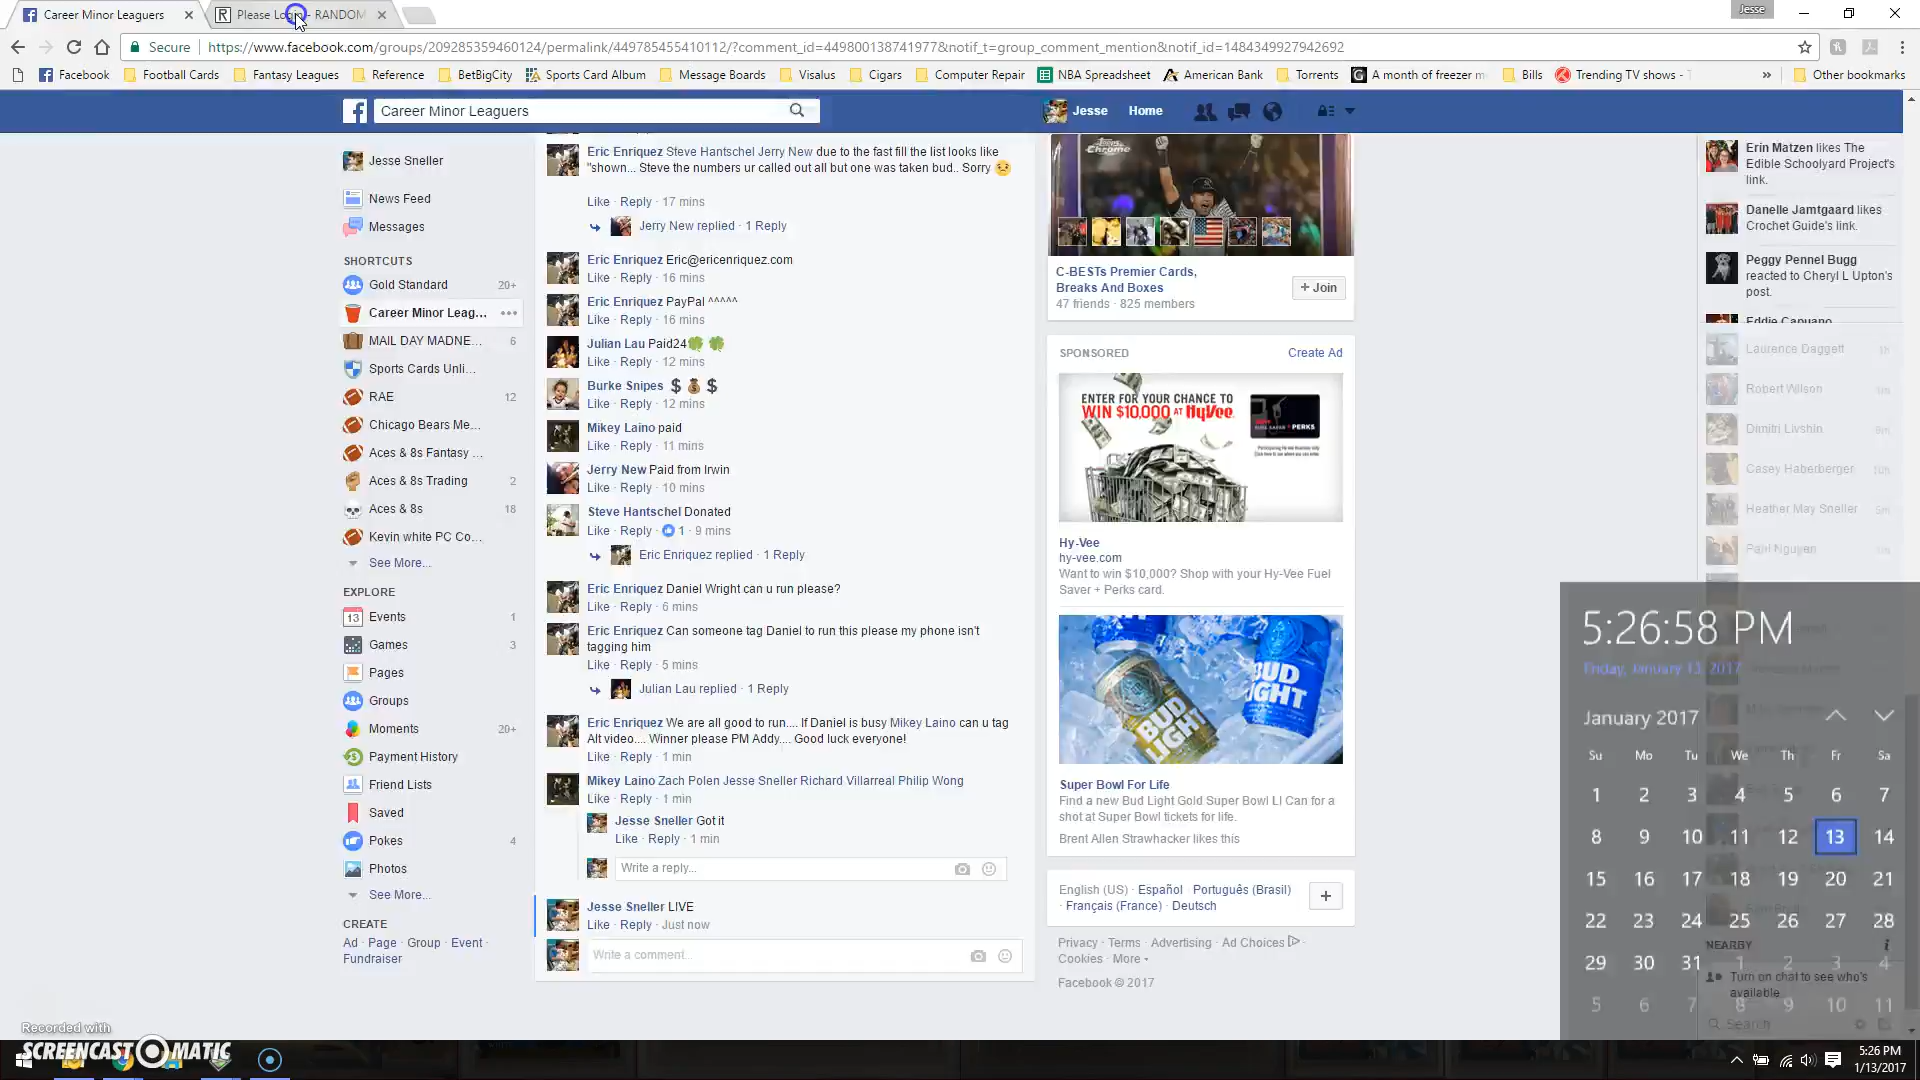 Career Minor Leaguers
Please Login - RANDOM
Jesse
Secure https://www.facebook.com/groups/209285359460124/permalink/449785455410112/?comment_id=449800138741977&notif_t=group_comment_mention&notif_id=1484349927942692
Facebook Football Cards Fantasy Leagues Reference BetBigCity Sports Card Album Message Boards Visalus Cigars Computer Repair NBA Spreadsheet American Bank Torrents A month of freezer m Bills Trending TV shows - » Other bookmarks
Career Minor Leaguers
Jesse Home
Jesse Sneller
News Feed
Messages
SHORTCUTS
Gold Standard 20+
Career Minor Leag...
MAIL DAY MADNE... 6
Sports Cards Unli...
RAE 12
Chicago Bears Me...
Aces & 8s Fantasy ...
Aces & 8s Trading 2
Aces & 8s 18
Kevin white PC Co...
See More...
EXPLORE
Events 1
Games 3
Pages
Groups
Moments 20+
Payment History
Friend Lists
Saved
Pokes 4
Photos
See More...
CREATE
Ad · Page · Group · Event ·
Fundraiser
Eric Enriquez Steve Hantschel Jerry New due to the fast fill the list looks like
"shown... Steve the numbers ur called out all but one was taken bud.. Sorry 😟
Like · Reply · 17 mins
Jerry New replied · 1 Reply
Eric Enriquez Eric@ericenriquez.com
Like · Reply · 16 mins
Eric Enriquez PayPal ^^^^^
Like · Reply · 16 mins
Julian Lau Paid24🍀 🍀
Like · Reply · 12 mins
Burke Snipes 💲 💰 💲
Like · Reply · 12 mins
Mikey Laino paid
Like · Reply · 11 mins
Jerry New Paid from Irwin
Like · Reply · 10 mins
Steve Hantschel Donated
Like · Reply · 1 · 9 mins
Eric Enriquez replied · 1 Reply
Eric Enriquez Daniel Wright can u run please?
Like · Reply · 6 mins
Eric Enriquez Can someone tag Daniel to run this please my phone isn't
tagging him
Like · Reply · 5 mins
Julian Lau replied · 1 Reply
Eric Enriquez We are all good to run.... If Daniel is busy Mikey Laino can u tag
Alt video.... Winner please PM Addy.... Good luck everyone!
Like · Reply · 1 min
Mikey Laino Zach Polen Jesse Sneller Richard Villarreal Philip Wong
Like · Reply · 1 min
Jesse Sneller Got it
Like · Reply · 1 min
Write a reply...
Jesse Sneller LIVE
Like · Reply · Just now
Write a comment...
C-BESTs Premier Cards,
Breaks And Boxes
47 friends · 825 members
+ Join
SPONSORED Create Ad
ENTER FOR YOUR CHANCE TO
WIN $10,000 AT HyVee
Hy-Vee
hy-vee.com
Want to win $10,000? Shop with your Hy-Vee Fuel
Saver + Perks card.
BUD LIGHT
Super Bowl For Life
Find a new Bud Light Gold Super Bowl LI Can for a
shot at Super Bowl tickets for life.
Brent Allen Strawhacker likes this
English (US) · Español · Português (Brasil)
· Français (France) · Deutsch
+
Privacy · Terms · Advertising · Ad Choices ·
Cookies · More
Facebook © 2017
Erin Matzen likes The
Edible Schoolyard Project's
link.
Danelle Jamtgaard likes
Crochet Guide's link.
Peggy Pennel Bugg
reacted to Cheryl L Upton's
post.
Eddie Capuano
Laurence Daggett 1h
Robert Wilson
Dimitri Livshin
Casey Haberberger
Heather May Sneller 5m
Paul Nguyen
5:26:58 PM
Friday, January 13, 2017
January 2017
Su Mo Tu We Th Fr Sa
1 2 3 4 5 6 7
8 9 10 11 12 13 14
15 16 17 18 19 20 21
22 23 24 25 26 27 28
29 30 31 1 2 3 4
5 6 7 8 9 10 11
NEARBY
Turn on chat to see who's
available.
Search
Recorded with
SCREENCAST MATIC
5:26 PM
1/13/2017